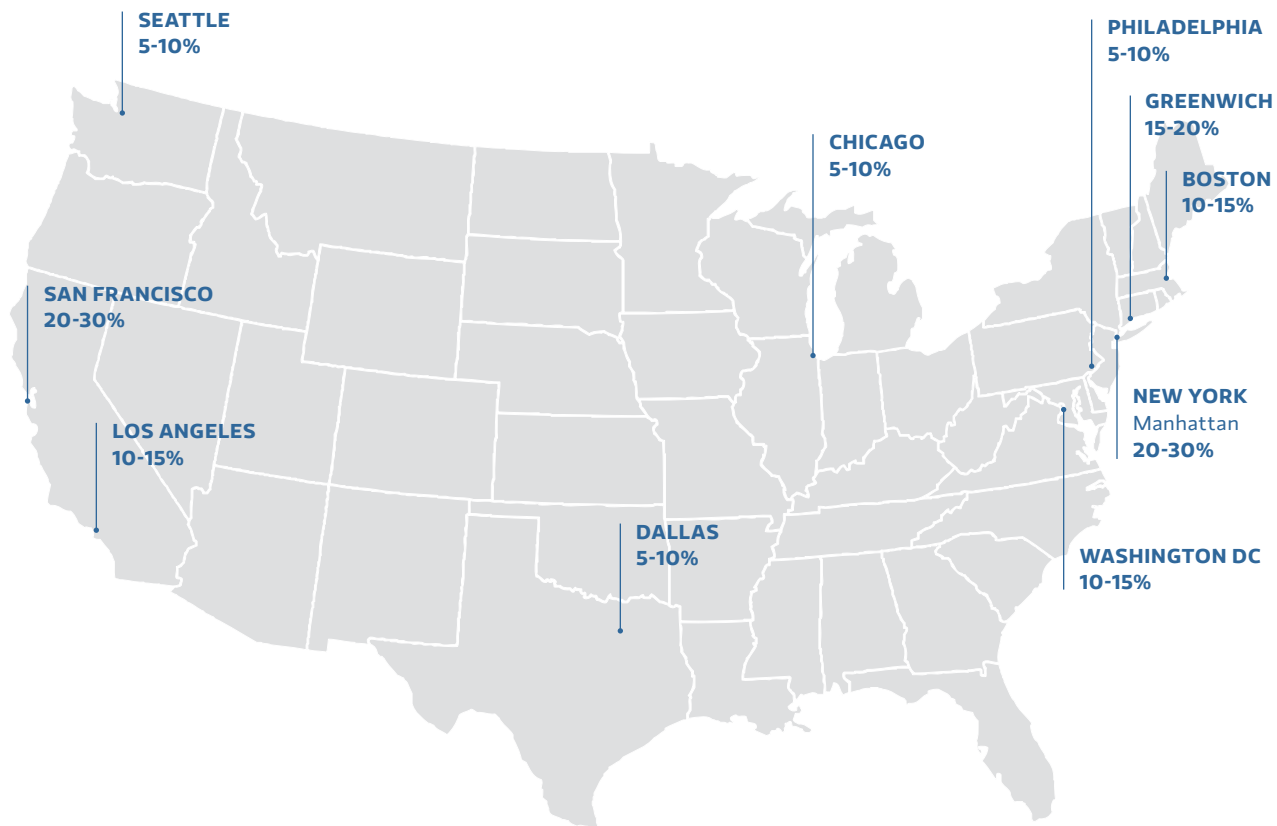 SEATTLE
5-10%
PHILADELPHIA
5-10%
GREENWICH
15-20%
CHICAGO
5-10%
BOSTON
10-15%
SAN FRANCISCO
20-30%
NEW YORK
Manhattan
20-30%
LOS ANGELES
10-15%
DALLAS
5-10%
WASHINGTON DC
10-15%